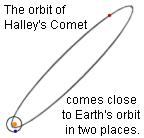 The orbit of
Halley's Comet
comes close
to Earth's orbit
in two places.